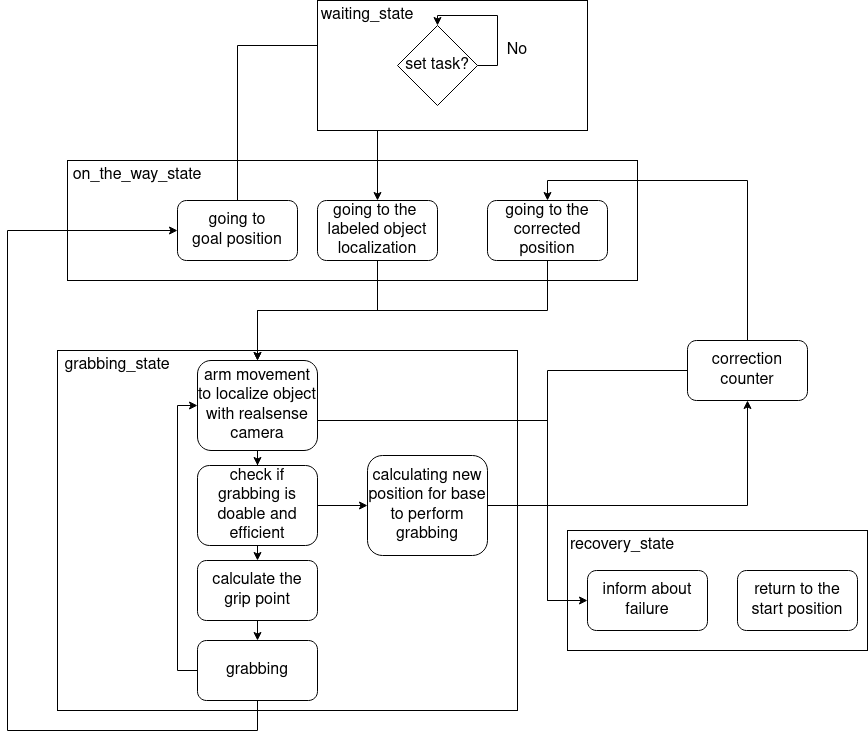 waiting_state
set task?
No
on_the_way_state
going to
goal position
going to the
labeled object
localization
going to the
corrected
position
grabbing_state
arm movement
to localize object
with realsense
camera
correction
counter
check if
grabbing is
doable and
efficient
calculating new
position for base
to perform
grabbing
recovery_state
inform about
failure
return to the
start position
calculate the
grip point
grabbing